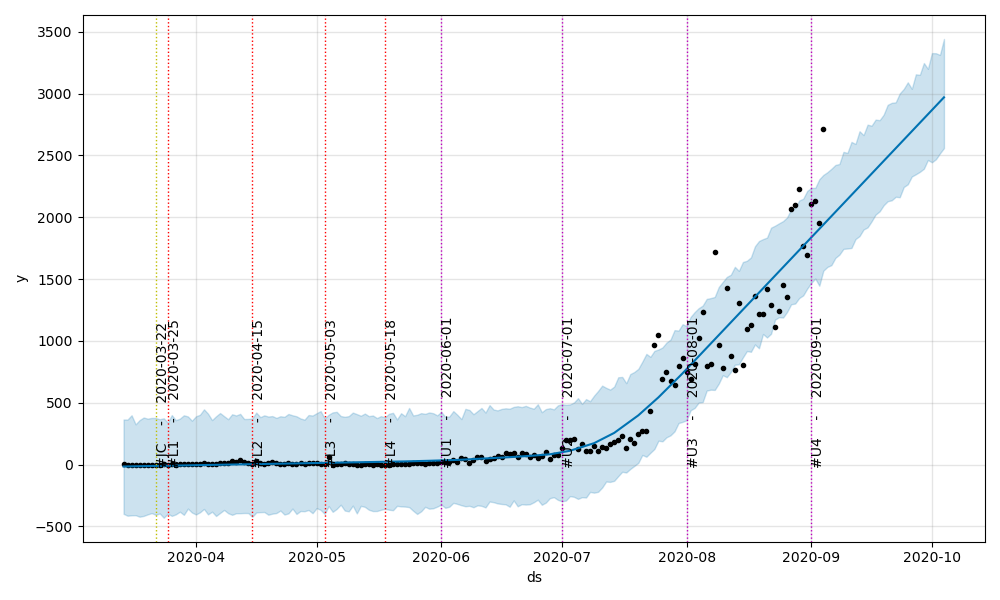 3500
3000
2500
2000
1500
1000
500
0
−500
y
#JC - 2020-03-22
#L1 - 2020-03-25
#L2 - 2020-04-15
#L3 - 2020-05-03
#L4 - 2020-05-18
#U1 - 2020-06-01
- 2020-07-01
#U3 - 2020-08-01
#U4 - 2020-09-01
2020-04
2020-05
2020-06
2020-07
2020-08
2020-09
2020-10
ds